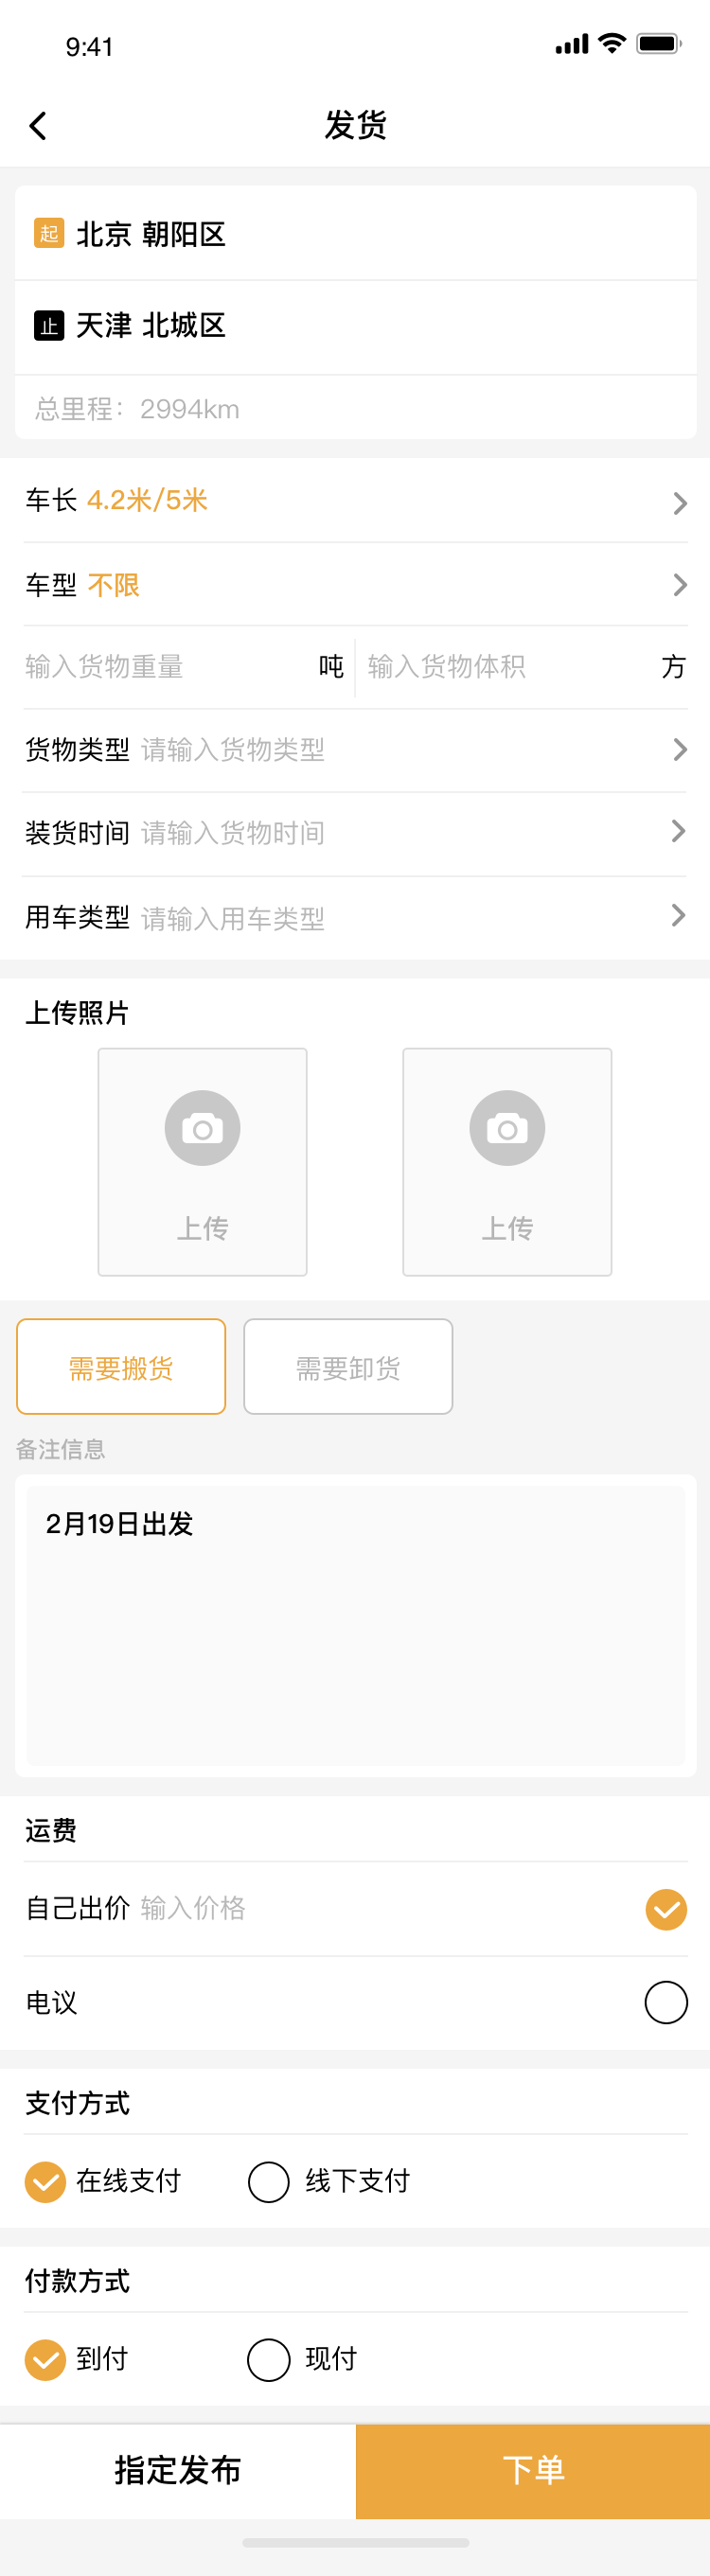 9:41
发货
起 北京 朝阳区
止 天津 北城区
总里程：2994km
车长 4.2米/5米
车型 不限
输入货物重量 吨 输入货物体积 方
货物类型 请输入货物类型
装货时间 请输入货物时间
用车类型 请输入用车类型
上传照片
上传 上传
需要搬货 需要卸货
备注信息
2月19日出发
运费
自己出价 输入价格
电议
支付方式
在线支付 线下支付
付款方式
到付 现付
指定发布 下单